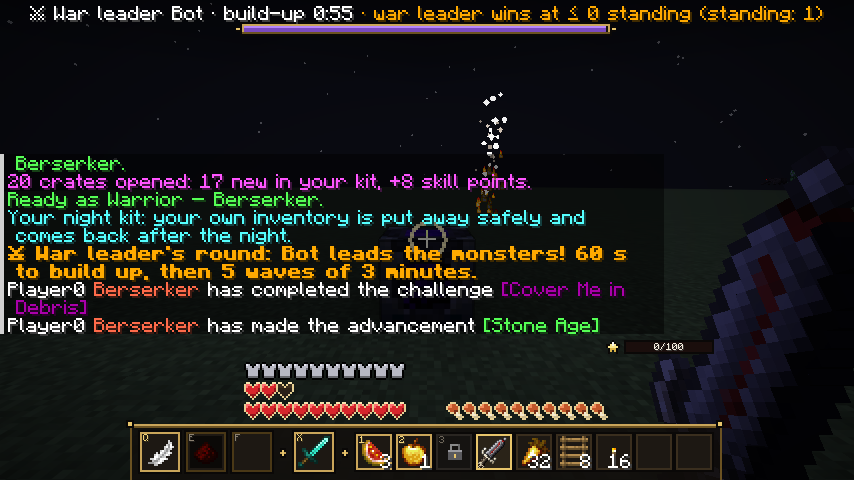 ⚔ War leader Bot · build-up 0:55 · war leader wins at ≤ 0 standing (standing: 1)
Berserker.
20 crates opened: 17 new in your kit, +8 skill points.
Ready as Warrior – Berserker.
Your night kit: your own inventory is put away safely and
comes back after the night.
⚔ War leader's round: Bot leads the monsters! 60 s
to build up, then 5 waves of 3 minutes.
Player0 Berserker has completed the challenge [Cover Me in
Debris]
Player0 Berserker has made the advancement [Stone Age]
0/100
Q E F X 1 8 2 1 3 32 8 16